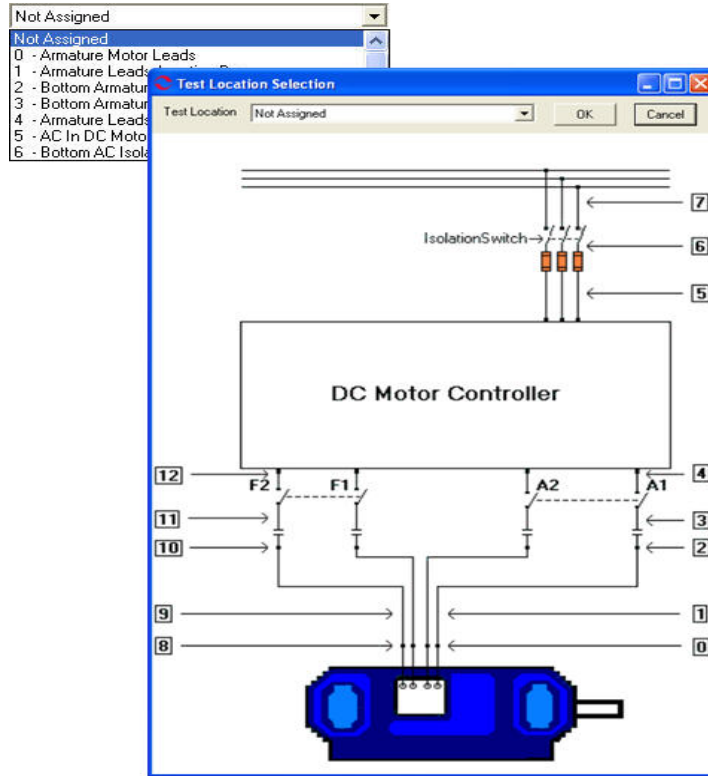 Not Assigned
Not Assigned
0 - Armature Motor Leads
1 - Armature Leads
2 - Bottom Armatur
3 - Bottom Armatur
4 - Armature Leads
5 - AC In DC Moto
6 - Bottom AC Isola
Test Location Selection
Test Location Not Assigned OK Cancel
7
IsolationSwitch
6
5
DC Motor Controller
12 4
F2 F1 A2 A1
11 3
10 2
9 1
8 0